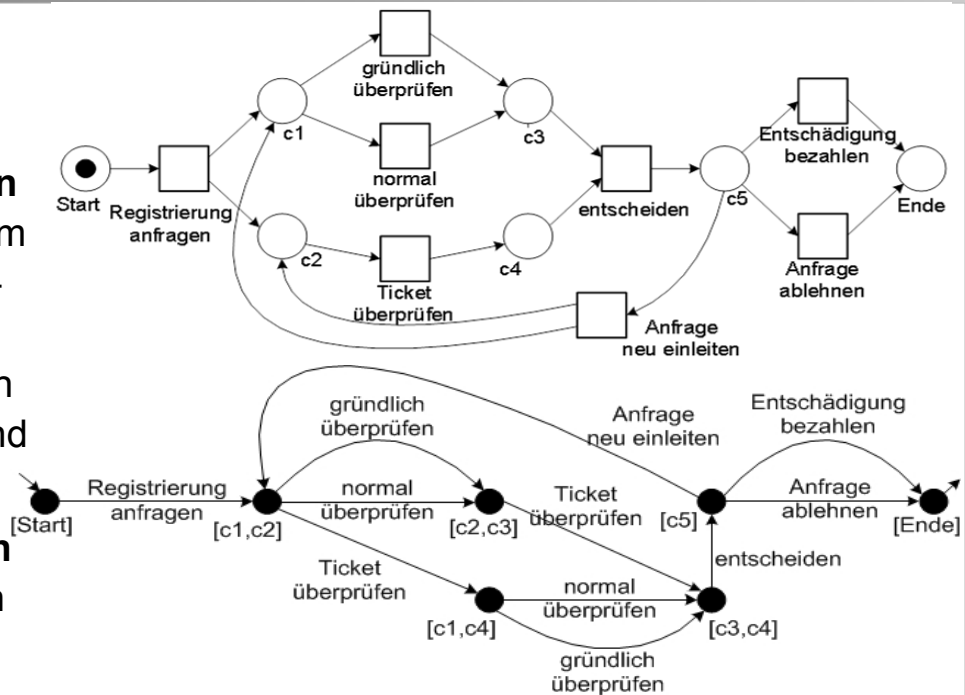 gründlich
überprüfen
c1
c3
Entschädigung
bezahlen
n
m
normal
überprüfen
Start
Registrierung
anfragen
entscheiden
c5
Ende
c2
c4
Ticket
überprüfen
Anfrage
ablehnen
Anfrage
neu einleiten
n
nd
n
n
gründlich
überprüfen
Anfrage
neu einleiten
Entschädigung
bezahlen
Registrierung
anfragen
normal
überprüfen
Ticket
überprüfen
Anfrage
ablehnen
[Start]
[c1,c2]
[c2,c3]
[c5]
[Ende]
entscheiden
Ticket
überprüfen
normal
überprüfen
[c1,c4]
[c3,c4]
gründlich
überprüfen